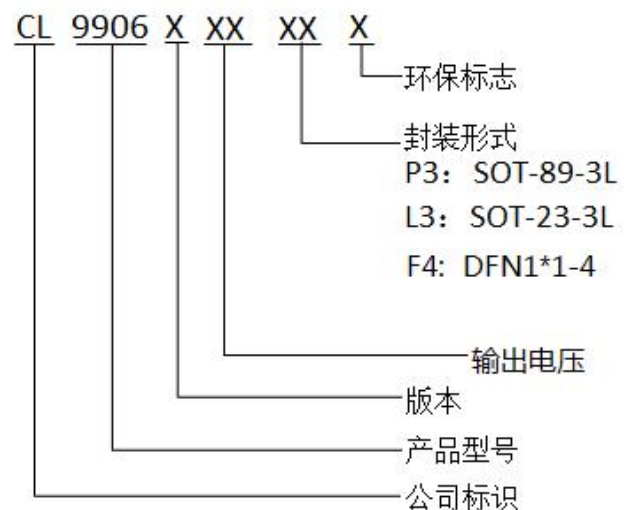 CL 9906 X XX XX X
环保标志
封装形式
P3：SOT-89-3L
L3：SOT-23-3L
F4: DFN1*1-4
输出电压
版本
产品型号
公司标识